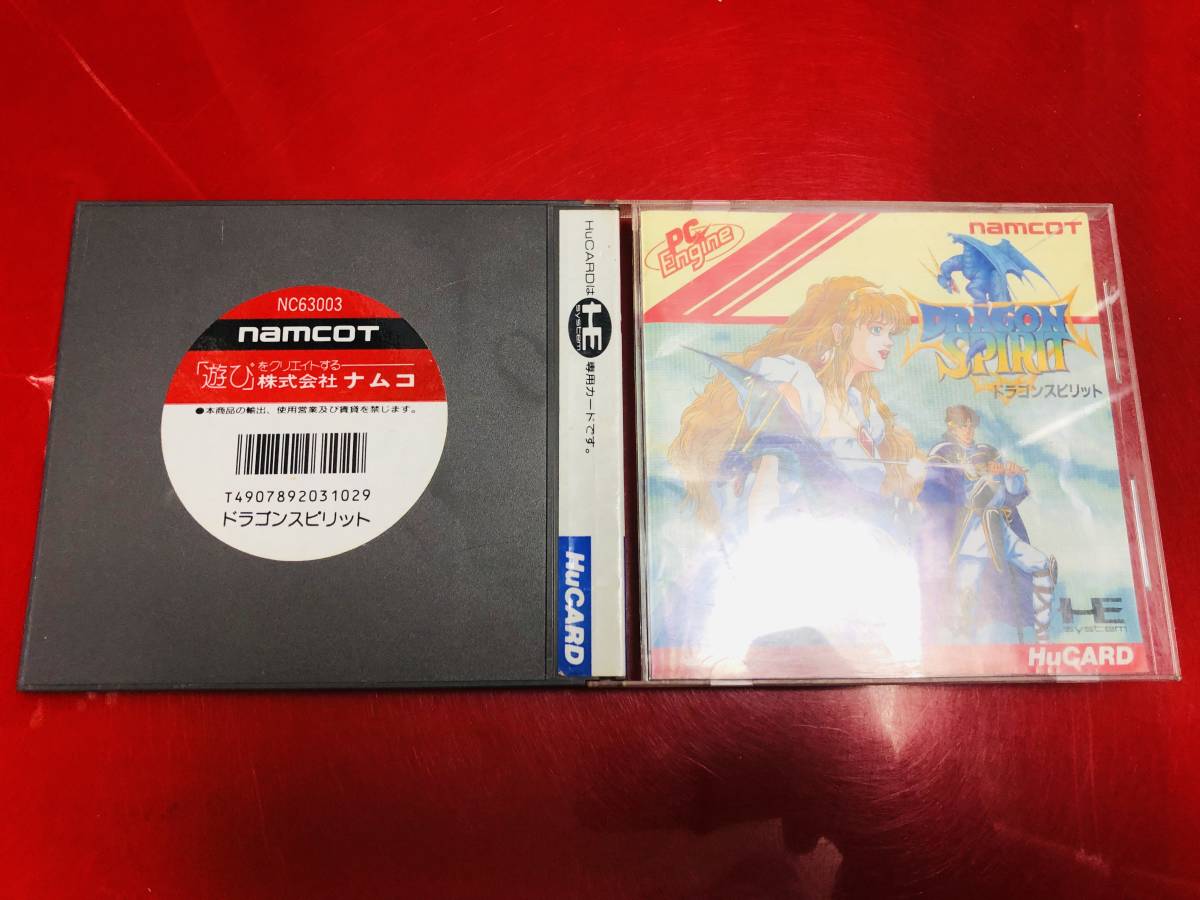 NC63003
namcot
「遊び」をクリエイトする
株式会社 ナムコ
●本商品の輸出、使用営業及び賃貸を禁じます。
T4907892031029
ドラゴンスピリット
HuCARDは HE system 専用カードです。
HuCARD
PC Engine
namcot
DRAGON
SPIRIT
ドラゴンスピリット
HE
system
HuCARD